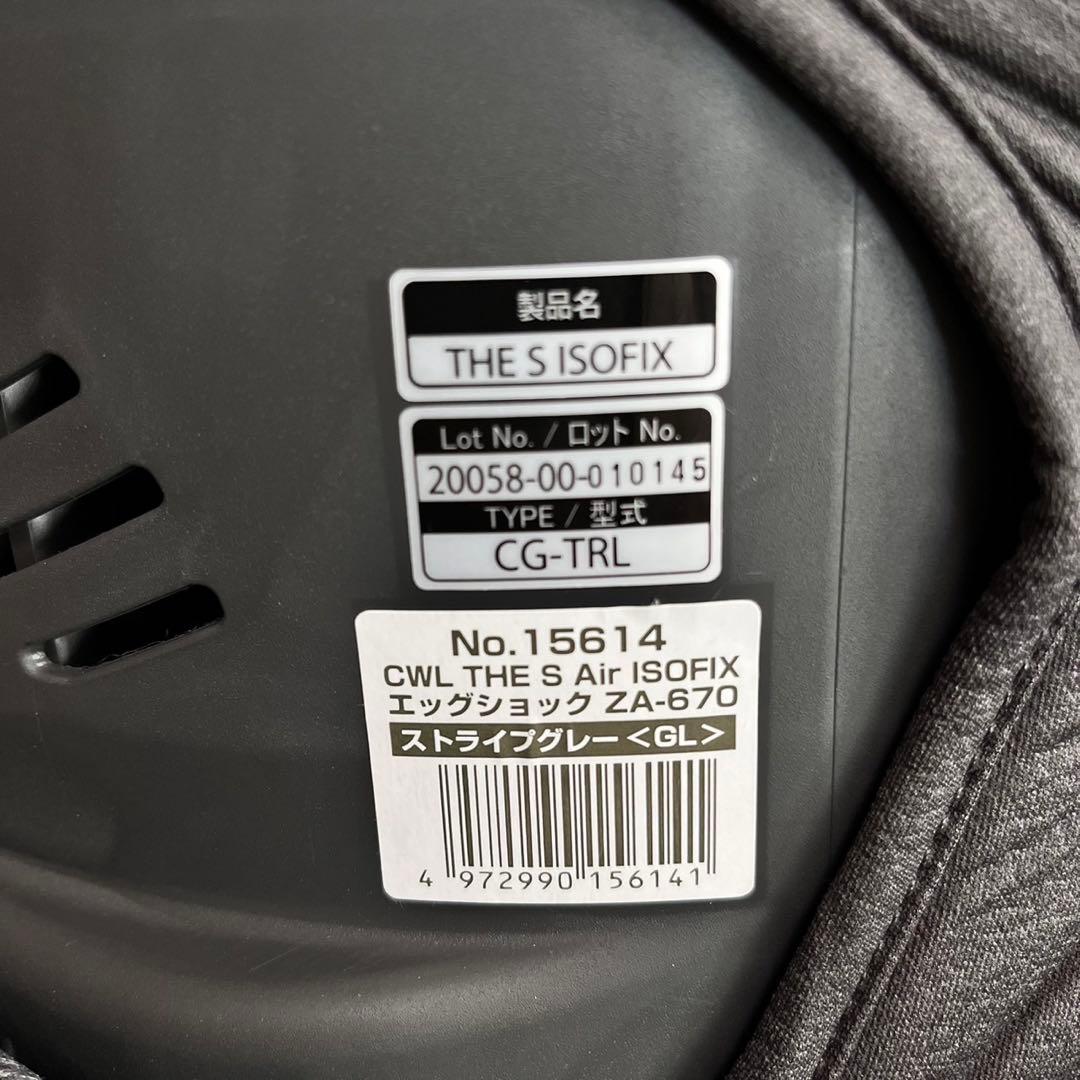 製品名
THE S ISOFIX
Lot No. / ロット No.
20058-00-010145
TYPE / 型式
CG-TRL
No.15614
CWL THE S Air ISOFIX
エッグショック ZA-670
ストライプグレー<GL>
4 972990 156141